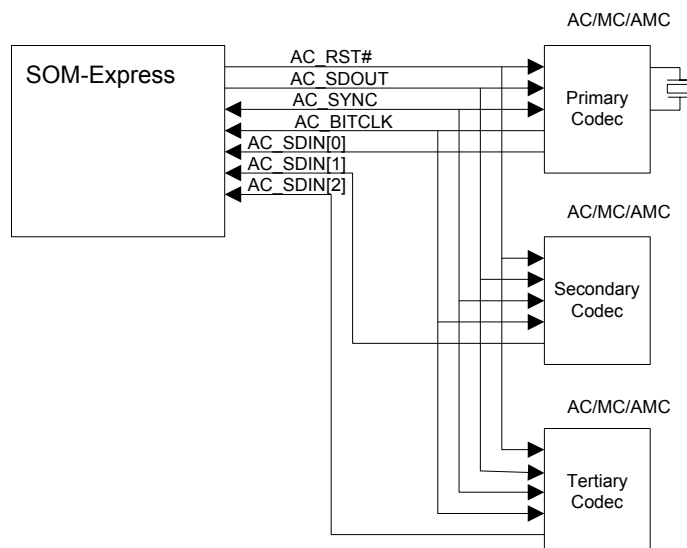 AC/MC/AMC
SOM-Express
AC_RST#
AC_SDOUT
AC_SYNC
AC_BITCLK
AC_SDIN[0]
AC_SDIN[1]
AC_SDIN[2]
Primary
Codec
AC/MC/AMC
Secondary
Codec
AC/MC/AMC
Tertiary
Codec